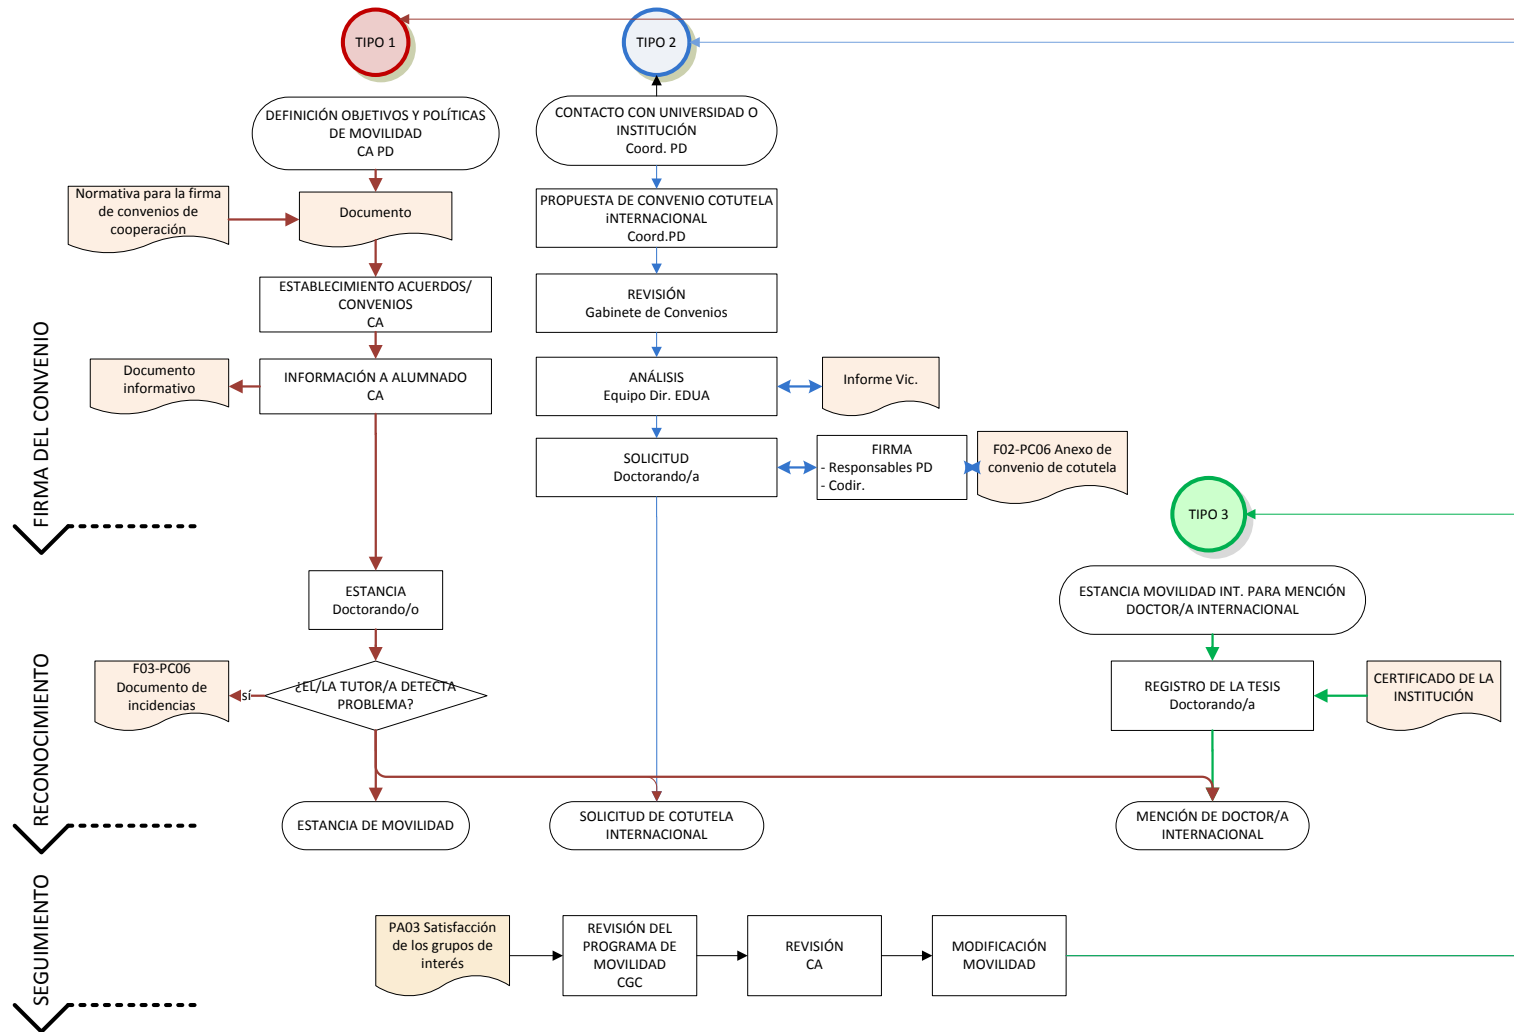 TIPO 1
TIPO 2
DEFINICIÓN OBJETIVOS Y POLÍTICAS
DE MOVILIDAD
CA PD
CONTACTO CON UNIVERSIDAD O
INSTITUCIÓN
Coord. PD
Normativa para la firma
de convenios de
cooperación
Documento
PROPUESTA DE CONVENIO COTUTELA
iNTERNACIONAL
Coord.PD
ESTABLECIMIENTO ACUERDOS/
CONVENIOS
CA
REVISIÓN
Gabinete de Convenios
FIRMA DEL CONVENIO
Documento
informativo
INFORMACIÓN A ALUMNADO
CA
ANÁLISIS
Equipo Dir. EDUA
Informe Vic.
SOLICITUD
Doctorando/a
FIRMA
- Responsables PD
- Codir.
F02-PC06 Anexo de
convenio de cotutela
TIPO 3
ESTANCIA
Doctorando/o
ESTANCIA MOVILIDAD INT. PARA MENCIÓN
DOCTOR/A INTERNACIONAL
RECONOCIMIENTO
F03-PC06
Documento de
incidencias
sí
¿EL/LA TUTOR/A DETECTA
PROBLEMA?
REGISTRO DE LA TESIS
Doctorando/a
CERTIFICADO DE LA
INSTITUCIÓN
ESTANCIA DE MOVILIDAD
SOLICITUD DE COTUTELA
INTERNACIONAL
MENCIÓN DE DOCTOR/A
INTERNACIONAL
SEGUIMIENTO
PA03 Satisfacción
de los grupos de
interés
REVISIÓN DEL
PROGRAMA DE
MOVILIDAD
CGC
REVISIÓN
CA
MODIFICACIÓN
MOVILIDAD